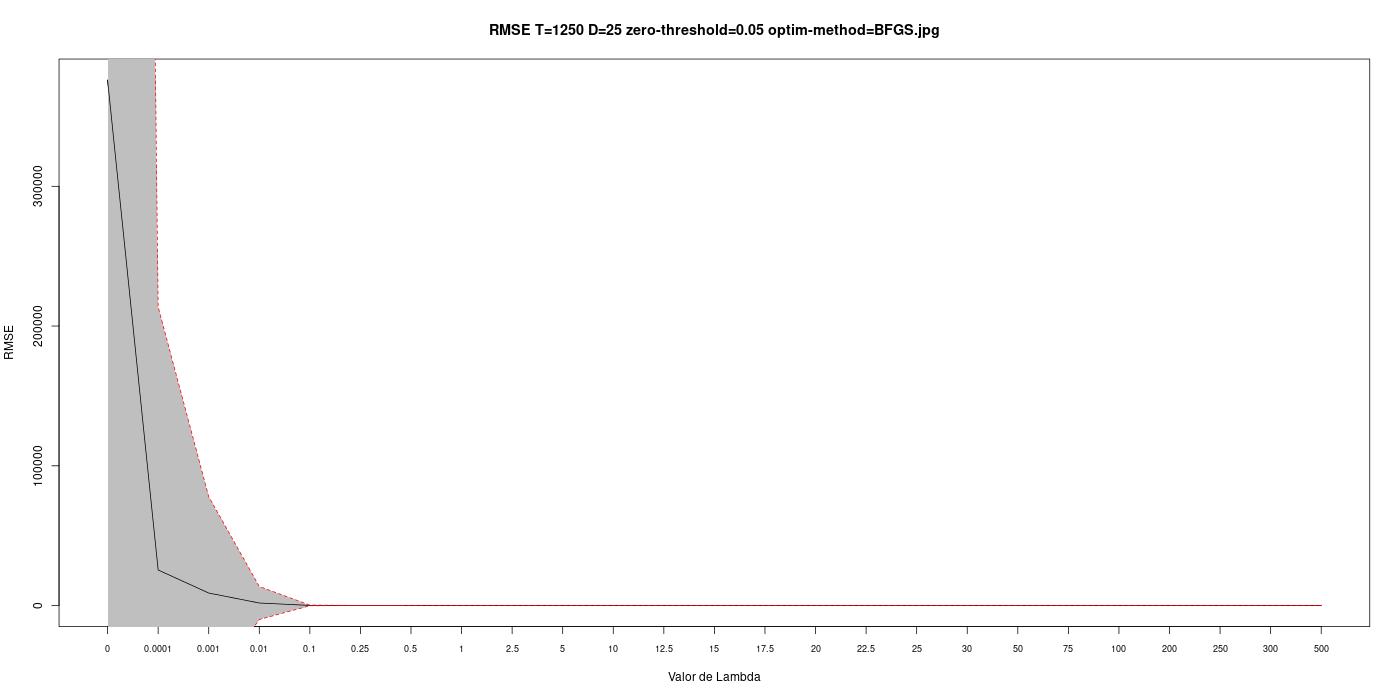 RMSE T=1250 D=25 zero-threshold=0.05 optim-method=BFGS.jpg
RMSE
300000
200000
100000
0
0 0.0001 0.001 0.01 0.1 0.25 0.5 1 2.5 5 10 12.5 15 17.5 20 22.5 25 30 50 75 100 200 250 300 500
Valor de Lambda